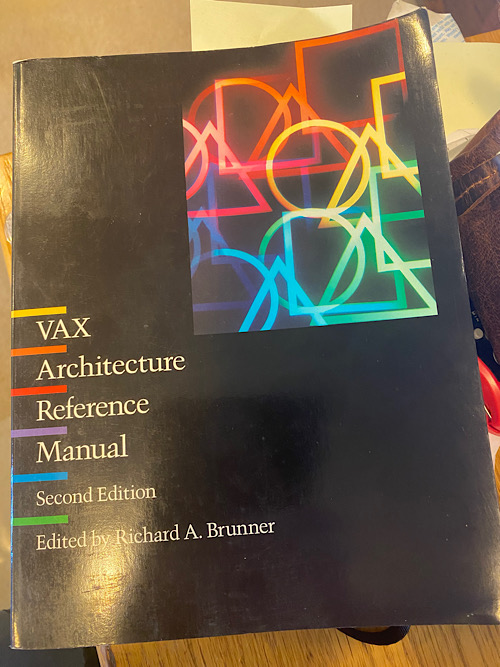 VAX
Architecture
Reference
Manual
Second Edition
Edited by Richard A. Brunner